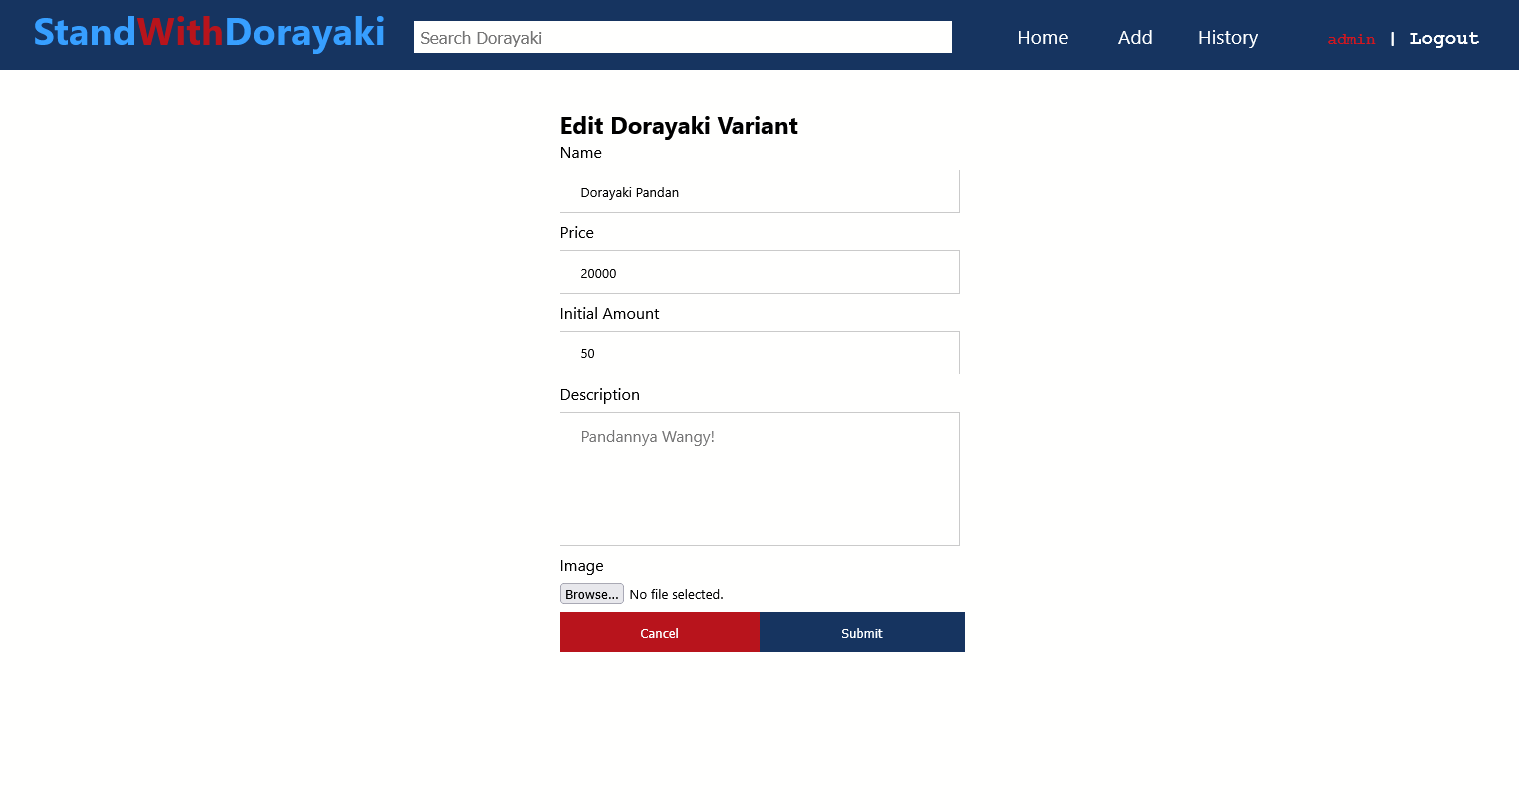 StandWithDorayaki Search Dorayaki Home Add History admin | Logout
Edit Dorayaki Variant
Name
Dorayaki Pandan
Price
20000
Initial Amount
50
Description
Pandannya Wangy!
Image
Browse... No file selected.
Cancel Submit